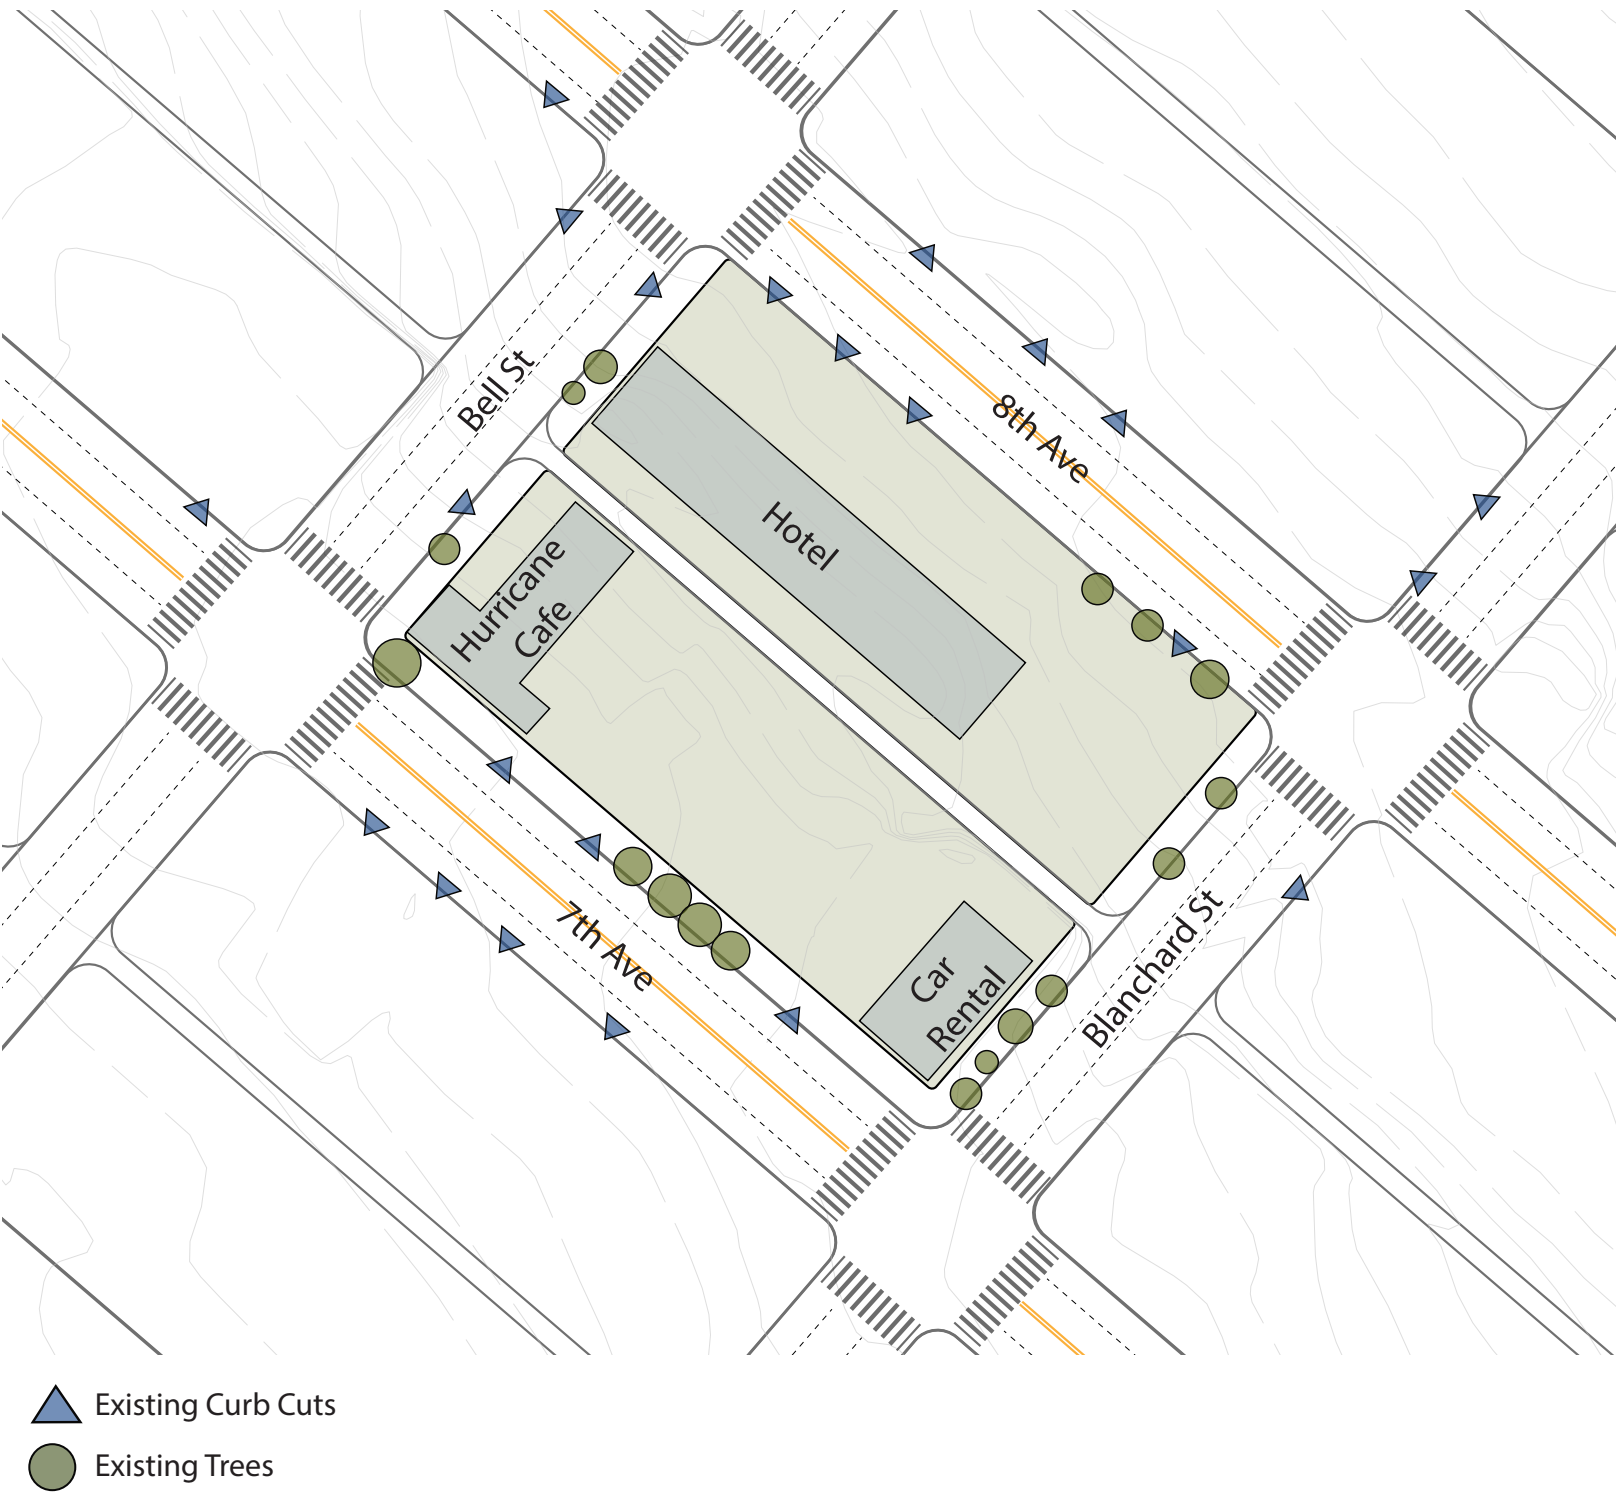 Bell St
8th Ave
Hotel
Hurricane
Cafe
7th Ave
Car
Rental
Blanchard St
Existing Curb Cuts
Existing Trees